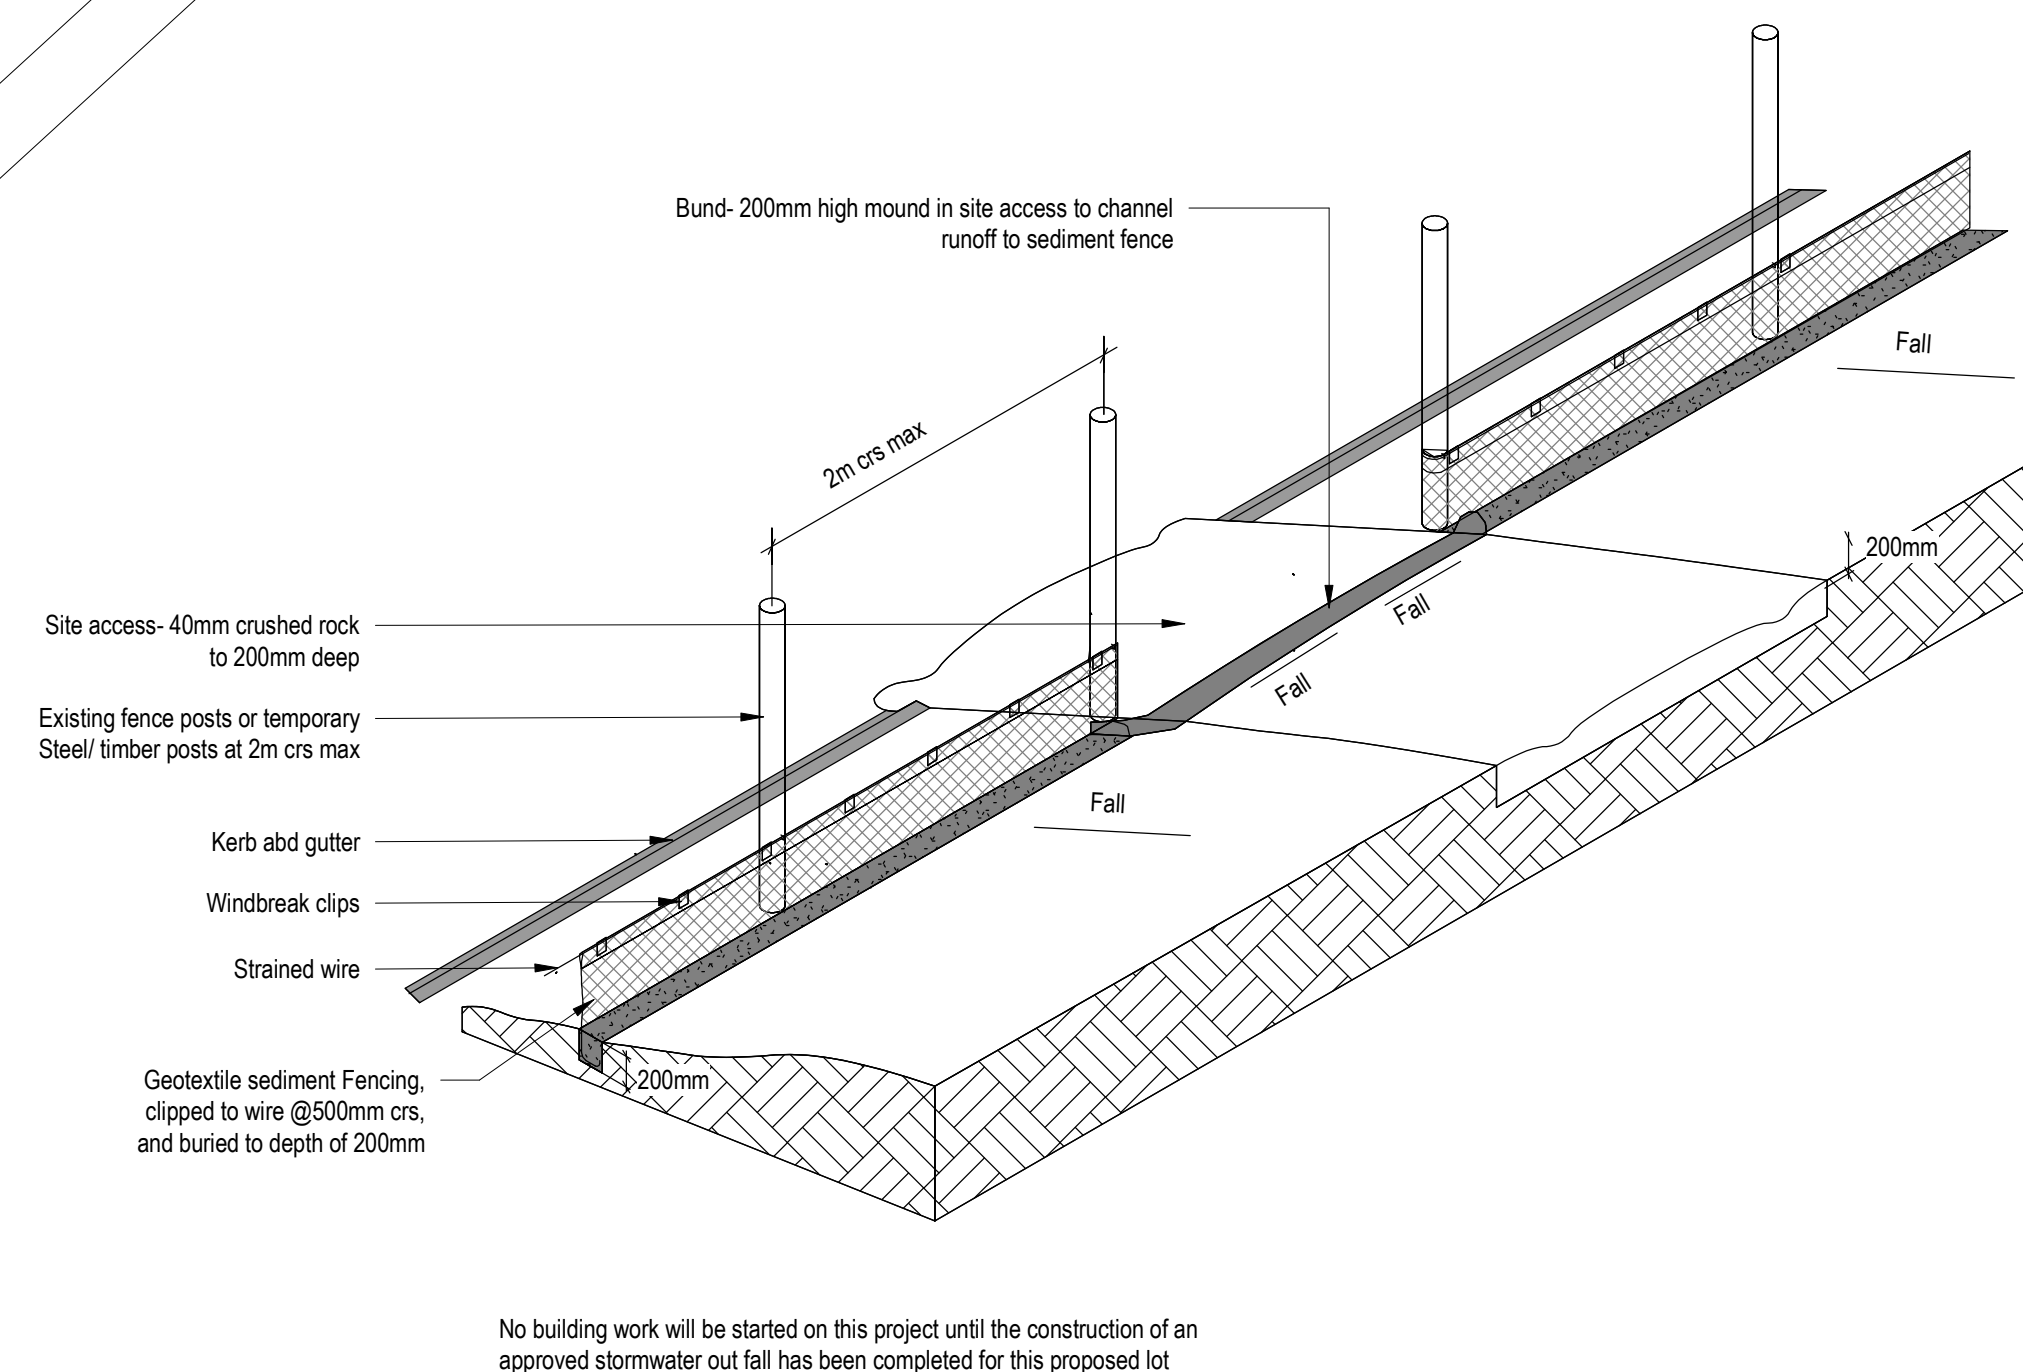 Bund- 200mm high mound in site access to channel
runoff to sediment fence
Fall
2m crs max
200mm
Site access- 40mm crushed rock
to 200mm deep
Fall
Fall
Existing fence posts or temporary
Steel/ timber posts at 2m crs max
Fall
Kerb abd gutter
Windbreak clips
Strained wire
Geotextile sediment Fencing,
clipped to wire @500mm crs,
and buried to depth of 200mm
200mm
No building work will be started on this project until the construction of an
approved stormwater out fall has been completed for this proposed lot